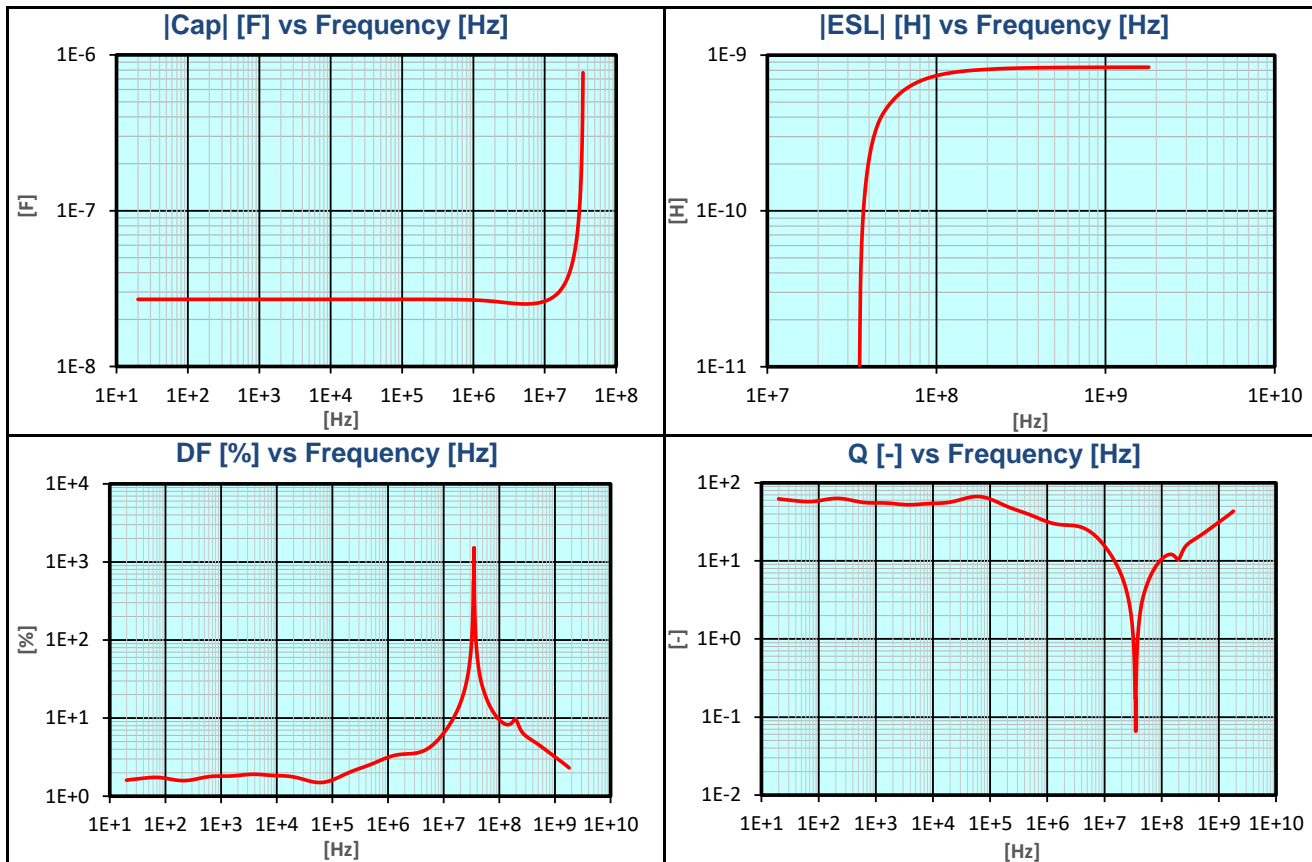 |Cap| [F] vs Frequency [Hz]
1E-6
1E-7
1E-8
[F]
1E+1 1E+2 1E+3 1E+4 1E+5 1E+6 1E+7 1E+8
[Hz]
|ESL| [H] vs Frequency [Hz]
1E-9
1E-10
1E-11
[H]
1E+7 1E+8 1E+9 1E+10
[Hz]
DF [%] vs Frequency [Hz]
1E+4
1E+3
1E+2
1E+1
1E+0
[%]
1E+1 1E+2 1E+3 1E+4 1E+5 1E+6 1E+7 1E+8 1E+9 1E+10
[Hz]
Q [-] vs Frequency [Hz]
1E+2
1E+1
1E+0
1E-1
1E-2
[-]
1E+1 1E+2 1E+3 1E+4 1E+5 1E+6 1E+7 1E+8 1E+9 1E+10
[Hz]